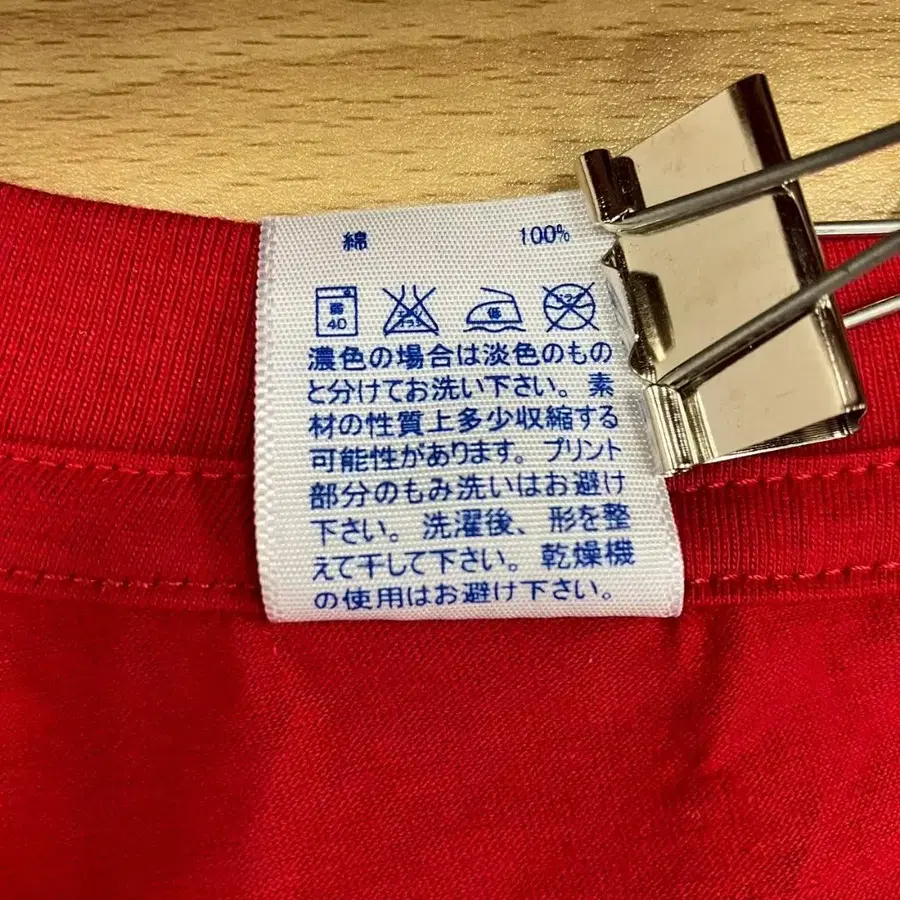 綿 100%
40 低
濃色の場合は淡色のもの
と分けてお洗い下さい。素
材の性質上多少収縮する
可能性があります。プリント
部分のもみ洗いはお避け
下さい。洗濯後、形を整
えて干して下さい。乾燥機
の使用はお避け下さい。